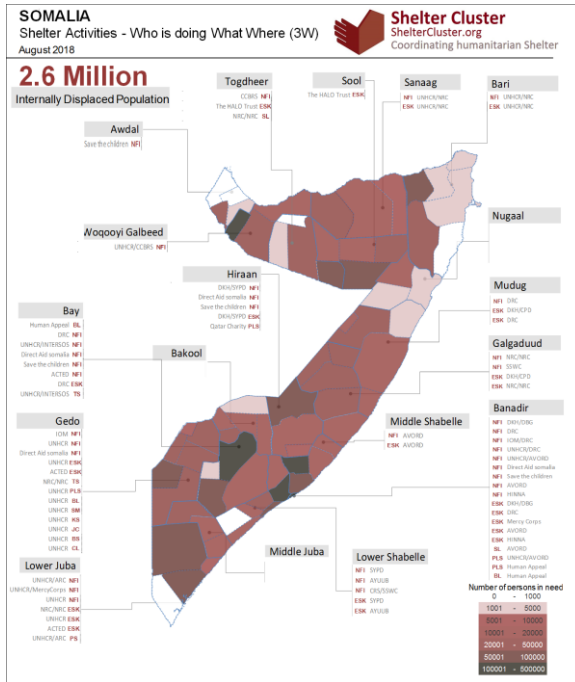 SOMALIA
Shelter Activities - Who is doing What Where (3W)
August 2018
Shelter Cluster
ShelterCluster.org
Coordinating humanitarian Shelter
2.6 Million
Internally Displaced Population
Togdheer
CCBRS NFI
The HALO Trust ESK
NRC/NRC SL
Sool
The HALO Trust ESK
Sanaag
NFI UNHCR/NRC
ESK UNHCR/NRC
Bari
NFI UNHCR/NRC
ESK UNHCR/NRC
Awdal
Save the children NFI
Woqooyi Galbeed
UNHCR/CCBRS NFI
Nugaal
Hiraan
DKH/SYPD NFI
Direct Aid somalia NFI
Save the children NFI
DKH/SYPD ESK
Qatar Charity PLS
Mudug
NFI DRC
ESK DKH/CPD
ESK DRC
Bay
Human Appeal BL
DRC NFI
UNHCR/INTERSOS NFI
Direct Aid somalia NFI
Save the children NFI
ACTED NFI
DRC ESK
UNHCR/INTERSOS TS
Bakool
Galgaduud
NFI NRC/NRC
NFI SSWC
ESK DKH/CPD
ESK NRC/NRC
Gedo
IOM NFI
UNHCR NFI
Direct Aid somalia NFI
UNHCR ESK
ACTED ESK
NRC/NRC TS
UNHCR PLS
UNHCR BL
UNHCR SM
UNHCR KS
UNHCR JC
UNHCR BN
UNHCR CL
Middle Shabelle
NFI AVORD
ESK AVORD
Banadir
NFI DKH/DBG
NFI DRC
NFI IOM/DRC
NFI UNHCR/DRC
NFI UNHCR/AVORD
NFI Direct Aid somalia
NFI Save the children
NFI AVORD
NFI HINNA
ESK DKH/DBG
ESK DRC
ESK Mercy Corps
ESK AVORD
ESK HINNA
SL AVORD
PLS UNHCR/AVORD
PLS Human Appeal
BL Human Appeal
Middle Juba
Lower Juba
UNHCR/ARC NFI
UNHCR/MercyCorps NFI
UNHCR NFI
NRC/NRC ESK
UNHCR ESK
ACTED ESK
UNHCR/ARC PS
Lower Shabelle
NFI SYPD
NFI AYUUB
NFI CRS/SSWC
ESK SYPD
ESK AYUUB
Number of persons in need
0 - 1000
1001 - 5000
5001 - 10000
10001 - 20000
20001 - 50000
50001 - 100000
100001 - 500000